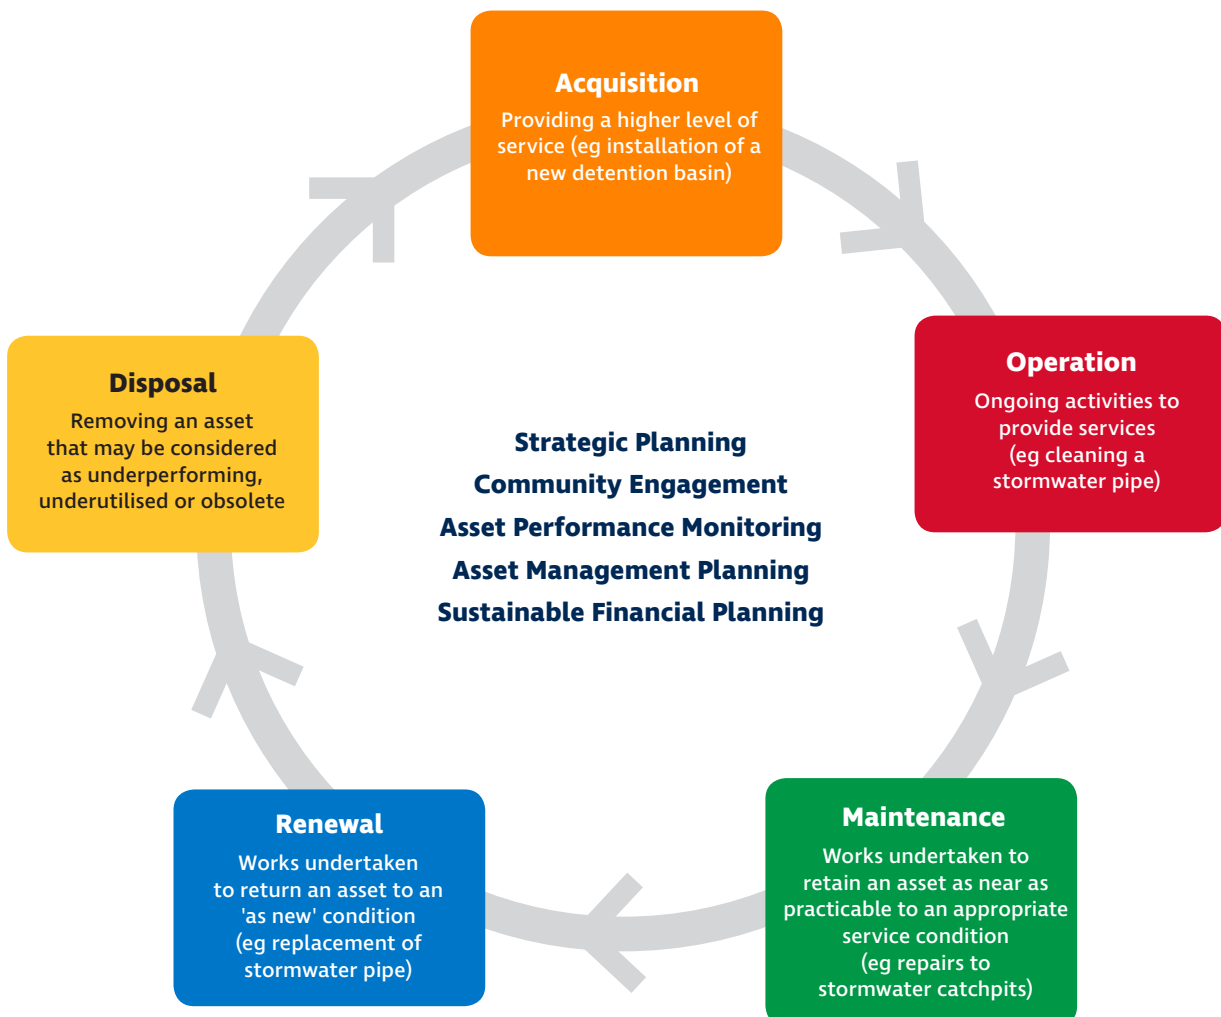 Acquisition
Providing a higher level of
service (eg installation of a
new detention basin)
Operation
Ongoing activities to
provide services
(eg cleaning a
stormwater pipe)
Maintenance
Works undertaken to
retain an asset as near as
practicable to an appropriate
service condition
(eg repairs to
stormwater catchpits)
Renewal
Works undertaken
to return an asset to an
'as new' condition
(eg replacement of
stormwater pipe)
Disposal
Removing an asset
that may be considered
as underperforming,
underutilised or obsolete
Strategic Planning
Community Engagement
Asset Performance Monitoring
Asset Management Planning
Sustainable Financial Planning